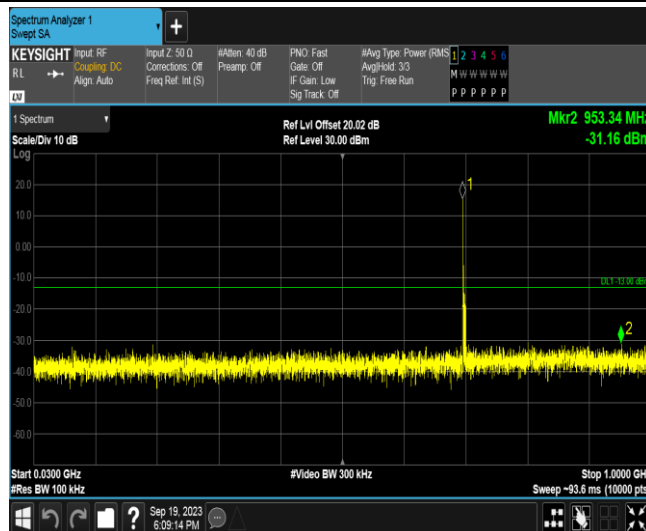 Spectrum Analyzer 1
Swept SA
+
KEYSIGHT
RL
LXI
Input: RF
Coupling: DC
Align: Auto
Input Z: 50 Ω
Corrections: Off
Freq Ref: Int (S)
#Atten: 40 dB
Preamp: Off
PNO: Fast
Gate: Off
IF Gain: Low
Sig Track: Off
#Avg Type: Power (RMS
Avg|Hold: 3/3
Trig: Free Run
1 2 3 4 5 6
M W W W W W
P P P P P P
1 Spectrum
Scale/Div 10 dB
Ref Lvl Offset 20.02 dB
Ref Level 30.00 dBm
Mkr2 953.34 MHz
-31.16 dBm
Log
20.0
10.0
0.00
-10.0
-20.0
-30.0
-40.0
-50.0
-60.0
1
DL1 -13.00 dBm
2
Start 0.0300 GHz
#Res BW 100 kHz
#Video BW 300 kHz
Stop 1.0000 GHz
Sweep ~93.6 ms (10000 pts
?
Sep 19, 2023
6:09:14 PM